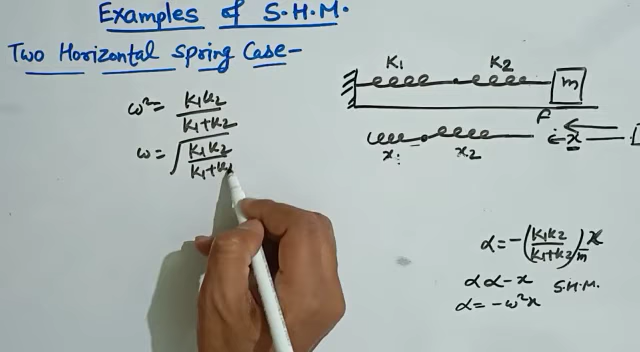 Examples of S.H.M.
Two Horizontal Spring Case-
ω² = K₁K₂ / K₁+K₂
ω = √ K₁K₂ / K₁+K
K₁ K₂
m
F
x₁ x₂ ←x
α = -(K₁K₂ / K₁+K₂) x / m
α α -x S.H.M.
α = -ω²x